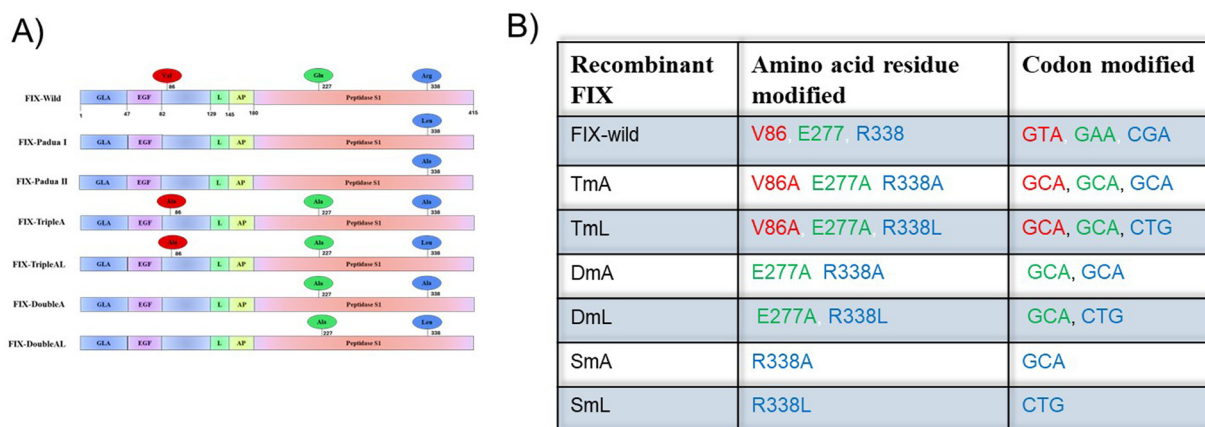 A)
Val Gln Arg
86 227 338
FIX-Wild GLA EGF L AP Peptidase S1
1 47 82 129 145 180 415
Leu
338
FIX-Padua I GLA EGF L AP Peptidase S1
Ala
338
FIX-Padua II GLA EGF L AP Peptidase S1
Ala Ala Ala
86 227 338
FIX-TripleA GLA EGF L AP Peptidase S1
Ala Ala Leu
86 227 338
FIX-TripleAL GLA EGF L AP Peptidase S1
Ala Ala
227 338
FIX-DoubleA GLA EGF L AP Peptidase S1
Ala Leu
227 338
FIX-DoubleAL GLA EGF L AP Peptidase S1
B)
Recombinant FIX Amino acid residue modified Codon modified
FIX-wild V86, E277, R338 GTA, GAA, CGA
TmA V86A E277A R338A GCA, GCA, GCA
TmL V86A, E277A, R338L GCA, GCA, CTG
DmA E277A R338A GCA, GCA
DmL E277A, R338L GCA, CTG
SmA R338A GCA
SmL R338L CTG